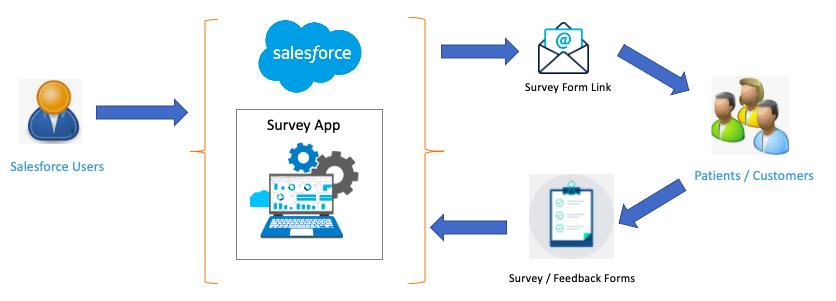 salesforce
Survey App
Salesforce Users
Survey Form Link
Patients / Customers
Survey / Feedback Forms